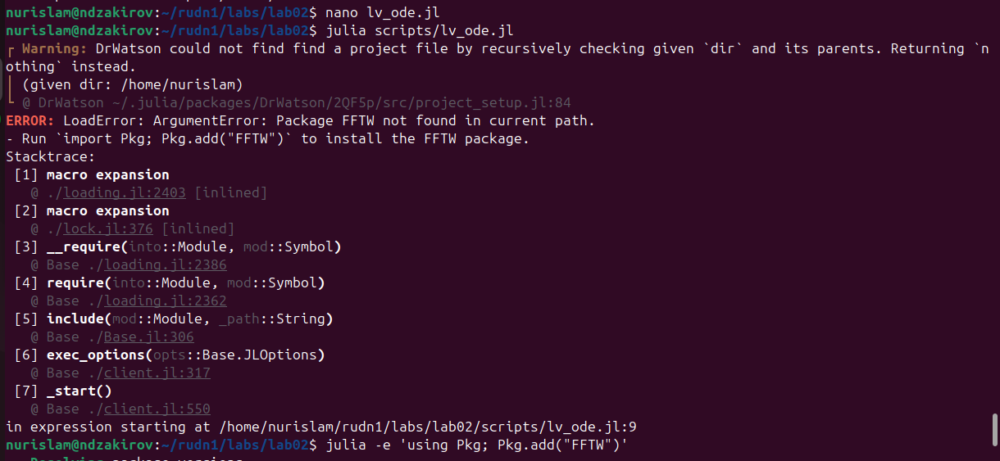 nurislam@ndzakirov:~/rudn1/labs/lab02$ nano lv_ode.jl
nurislam@ndzakirov:~/rudn1/labs/lab02$ julia scripts/lv_ode.jl
┌ Warning: DrWatson could not find find a project file by recursively checking given `dir` and its parents. Returning `n
othing` instead.
│ (given dir: /home/nurislam)
└ @ DrWatson ~/.julia/packages/DrWatson/2QF5p/src/project_setup.jl:84
ERROR: LoadError: ArgumentError: Package FFTW not found in current path.
- Run `import Pkg; Pkg.add("FFTW")` to install the FFTW package.
Stacktrace:
[1] macro expansion
@ ./loading.jl:2403 [inlined]
[2] macro expansion
@ ./lock.jl:376 [inlined]
[3] __require(into::Module, mod::Symbol)
@ Base ./loading.jl:2386
[4] require(into::Module, mod::Symbol)
@ Base ./loading.jl:2362
[5] include(mod::Module, _path::String)
@ Base ./Base.jl:306
[6] exec_options(opts::Base.JLOptions)
@ Base ./client.jl:317
[7] _start()
@ Base ./client.jl:550
in expression starting at /home/nurislam/rudn1/labs/lab02/scripts/lv_ode.jl:9
nurislam@ndzakirov:~/rudn1/labs/lab02$ julia -e 'using Pkg; Pkg.add("FFTW")'
Resolving package versions